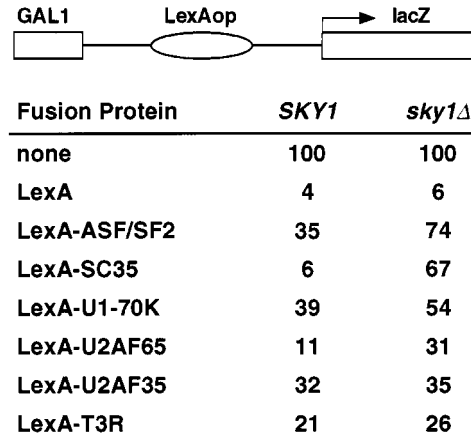 GAL1 LexAop lacZ
Fusion Protein SKY1 sky1Δ
none 100 100
LexA 4 6
LexA-ASF/SF2 35 74
LexA-SC35 6 67
LexA-U1-70K 39 54
LexA-U2AF65 11 31
LexA-U2AF35 32 35
LexA-T3R 21 26